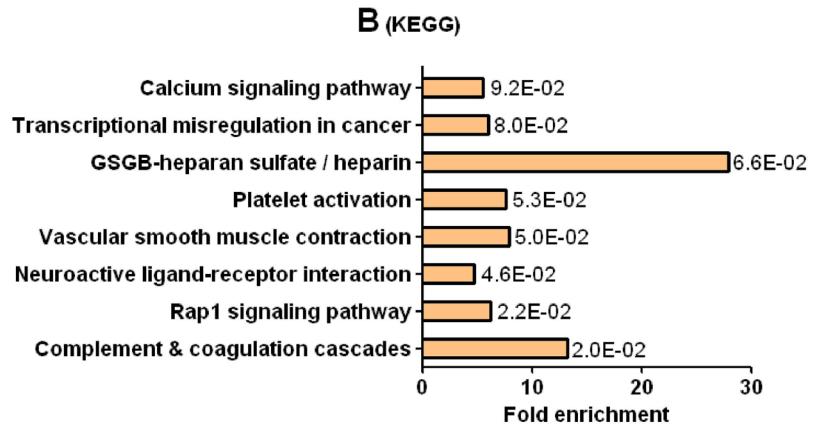 B (KEGG)
Calcium signaling pathway 9.2E-02
Transcriptional misregulation in cancer 8.0E-02
GSGB-heparan sulfate / heparin 6.6E-02
Platelet activation 5.3E-02
Vascular smooth muscle contraction 5.0E-02
Neuroactive ligand-receptor interaction 4.6E-02
Rap1 signaling pathway 2.2E-02
Complement & coagulation cascades 2.0E-02
0 10 20 30
Fold enrichment